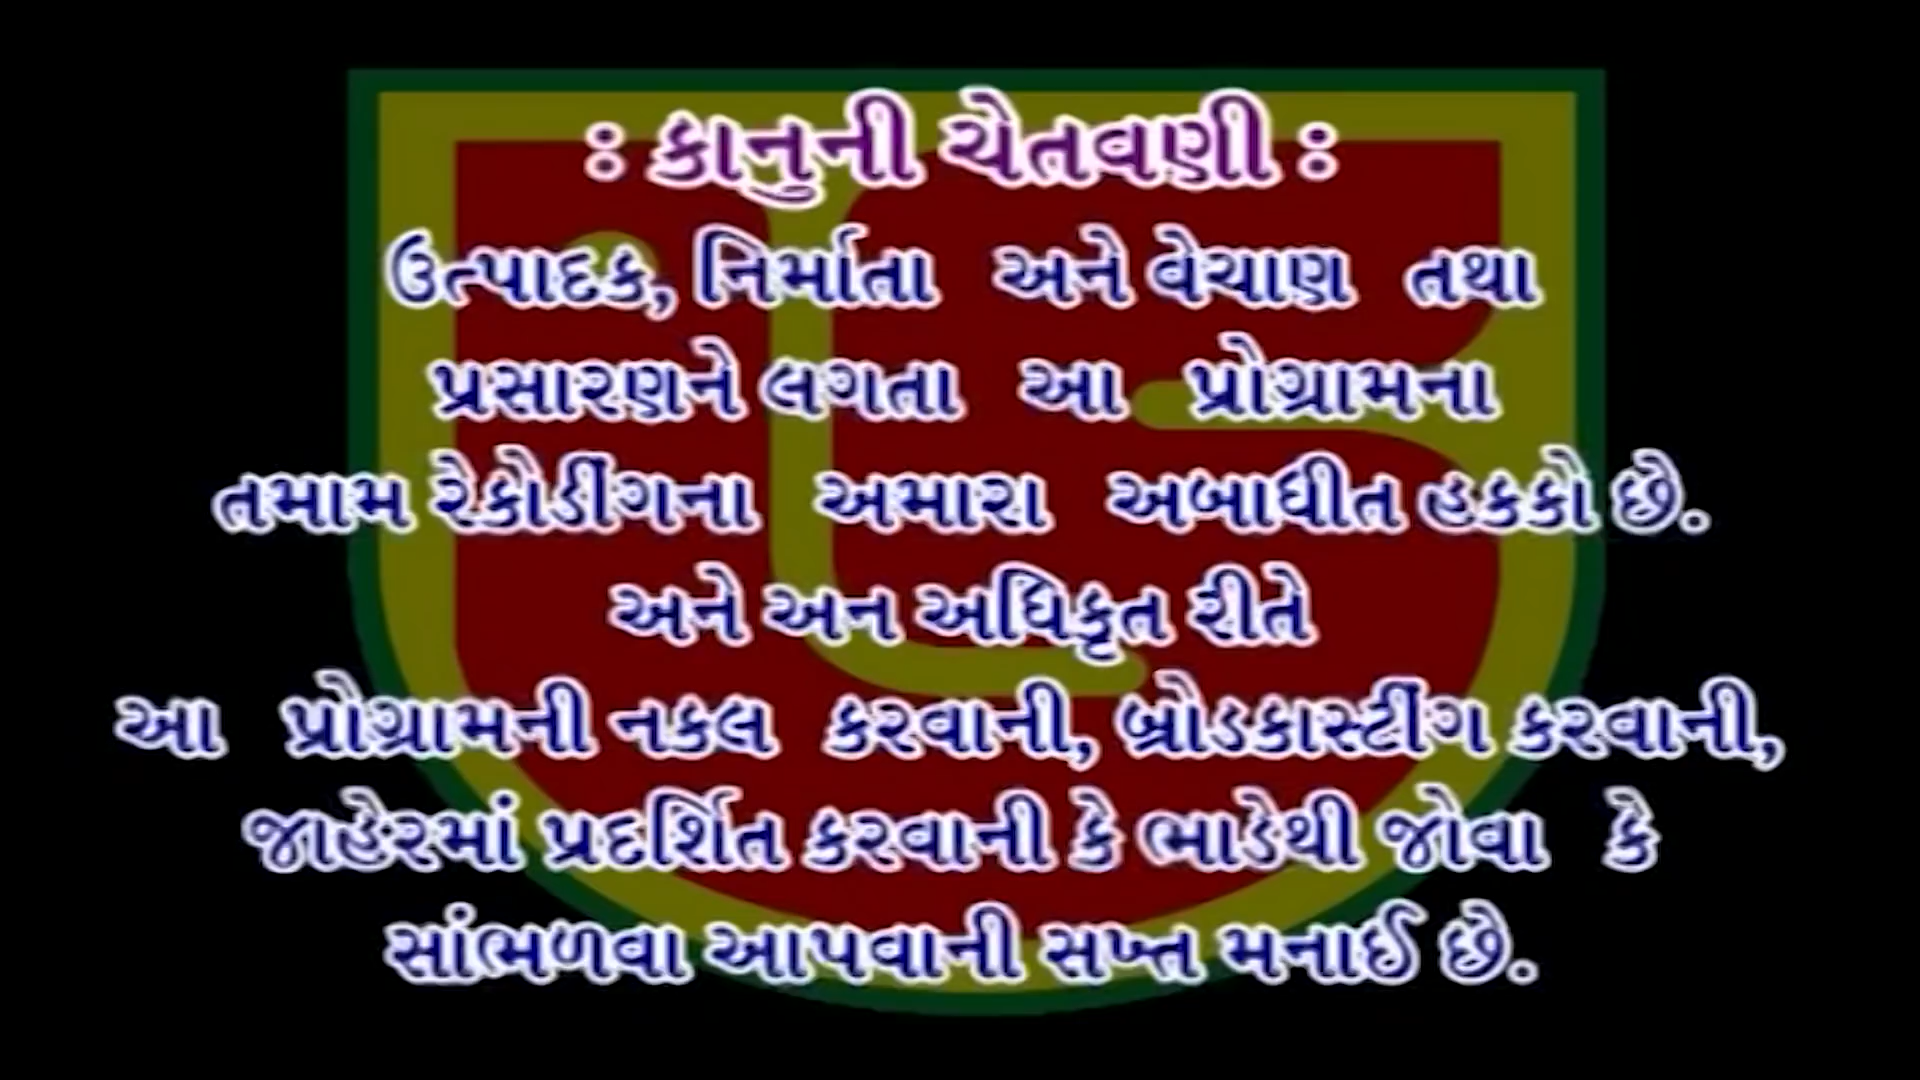 : કાનુની ચેતવણી :
ઉત્પાદક, નિર્માતા અને વેચાણ તથા
પ્રસારણને લગતા આ પ્રોગ્રામના
તમામ રેકોર્ડીંગના અમારા અબાધીત હકકો છે.
અને અન અધિકૃત રીતે
આ પ્રોગ્રામની નકલ કરવાની, બ્રોડકાસ્ટીંગ કરવાની,
જાહેરમાં પ્રદર્શિત કરવાની કે ભાડેથી જોવા કે
સાંભળવા આપવાની સખ્ત મનાઈ છે.